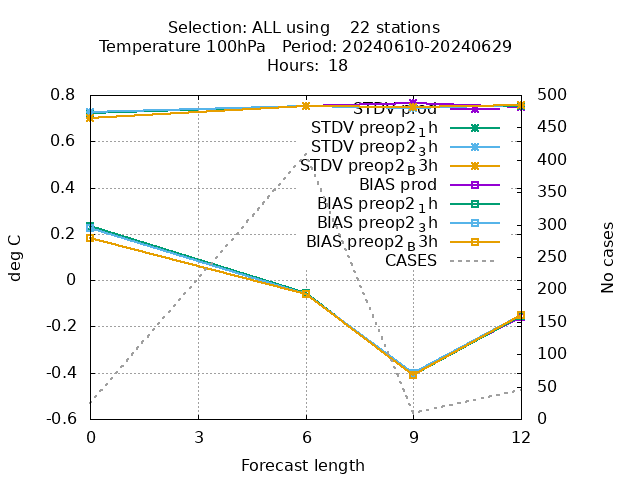 Selection: ALL using    22 stations
Temperature 100hPa   Period: 20240610-20240629
Hours:  18
0.8
0.6
0.4
0.2
0
-0.2
-0.4
-0.6
deg C
500
450
400
350
300
250
200
150
100
50
0
No cases
STDV prod
STDV preop2_1h
STDV preop2_3h
STDV preop2_B3h
BIAS prod
BIAS preop2_1h
BIAS preop2_3h
BIAS preop2_B3h
CASES
0 3 6 9 12
Forecast length